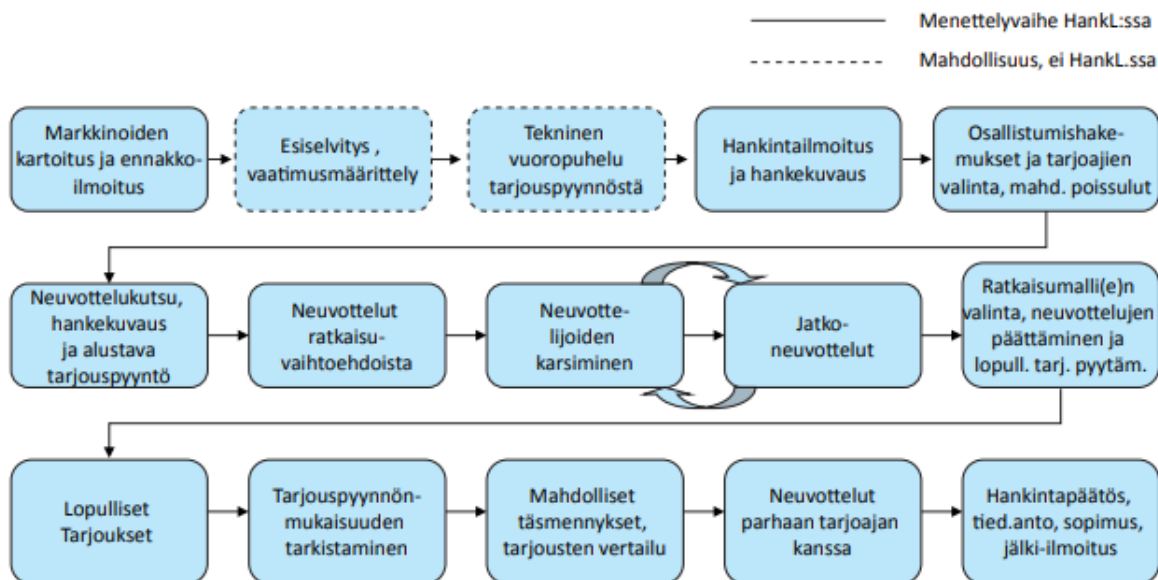 Menettelyvaihe HankL:ssa
Mahdollisuus, ei HankL.ssa
Markkinoiden
kartoitus ja ennakko-
ilmoitus
Esiselvitys ,
vaatimusmäärittely
Tekninen
vuoropuhelu
tarjouspyynnöstä
Hankintailmoitus
ja hankekuvaus
Osallistumishake-
mukset ja tarjoajien
valinta, mahd. poissulut
Neuvottelukutsu,
hankekuvaus
ja alustava
tarjouspyyntö
Neuvottelut
ratkaisu-
vaihtoehdoista
Neuvotte-
lijoiden
karsiminen
Jatko-
neuvottelut
Ratkaisumalli(e)n
valinta, neuvottelujen
päättäminen ja
lopull. tarj. pyytäm.
Lopulliset
Tarjoukset
Tarjouspyynnön-
mukaisuuden
tarkistaminen
Mahdolliset
täsmennykset,
tarjousten vertailu
Neuvottelut
parhaan tarjoajan
kanssa
Hankintapäätös,
tied.anto, sopimus,
jälki-ilmoitus